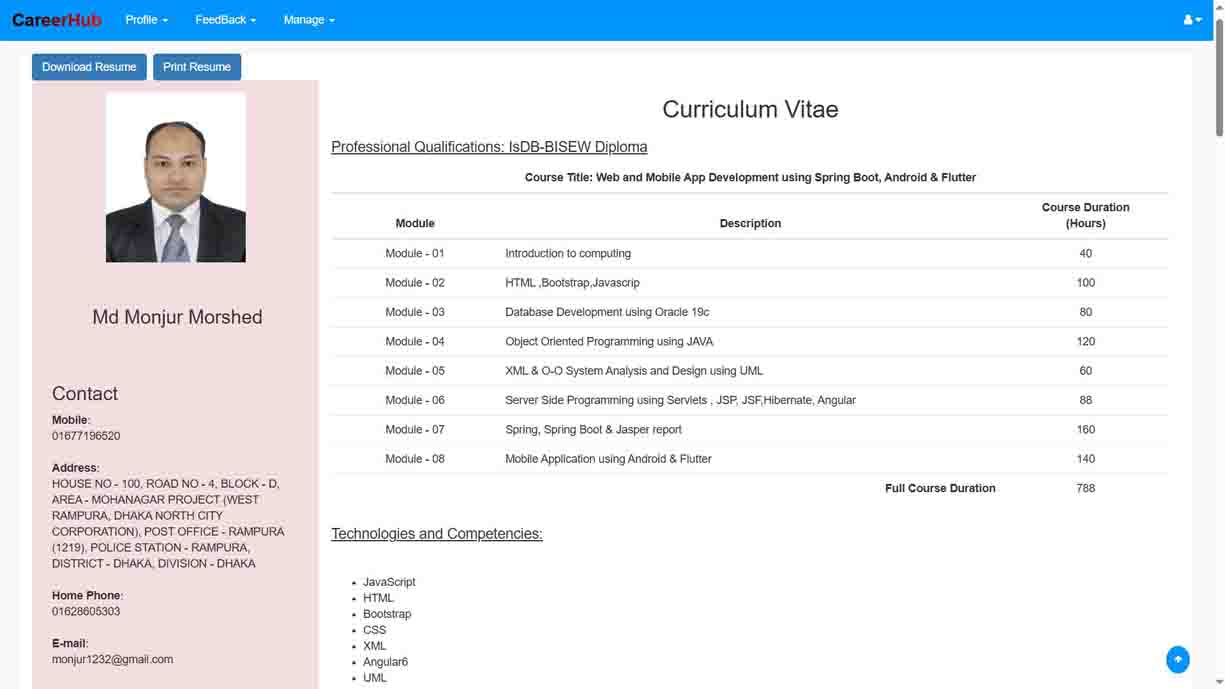 CareerHub Profile FeedBack Manage
Download Resume Print Resume
Md Monjur Morshed
Contact
Mobile:
01677196520
Address:
HOUSE NO - 100, ROAD NO - 4, BLOCK - D,
AREA - MOHANAGAR PROJECT (WEST
RAMPURA, DHAKA NORTH CITY
CORPORATION), POST OFFICE - RAMPURA
(1219), POLICE STATION - RAMPURA,
DISTRICT - DHAKA, DIVISION - DHAKA
Home Phone:
01628605303
E-mail:
monjur1232@gmail.com
Curriculum Vitae
Professional Qualifications: IsDB-BISEW Diploma
Course Title: Web and Mobile App Development using Spring Boot, Android & Flutter
Module Description Course Duration
(Hours)
Module - 01 Introduction to computing 40
Module - 02 HTML ,Bootstrap,Javascrip 100
Module - 03 Database Development using Oracle 19c 80
Module - 04 Object Oriented Programming using JAVA 120
Module - 05 XML & O-O System Analysis and Design using UML 60
Module - 06 Server Side Programming using Servlets , JSP, JSF,Hibernate, Angular 88
Module - 07 Spring, Spring Boot & Jasper report 160
Module - 08 Mobile Application using Android & Flutter 140
Full Course Duration 788
Technologies and Competencies:
• JavaScript
• HTML
• Bootstrap
• CSS
• XML
• Angular6
• UML